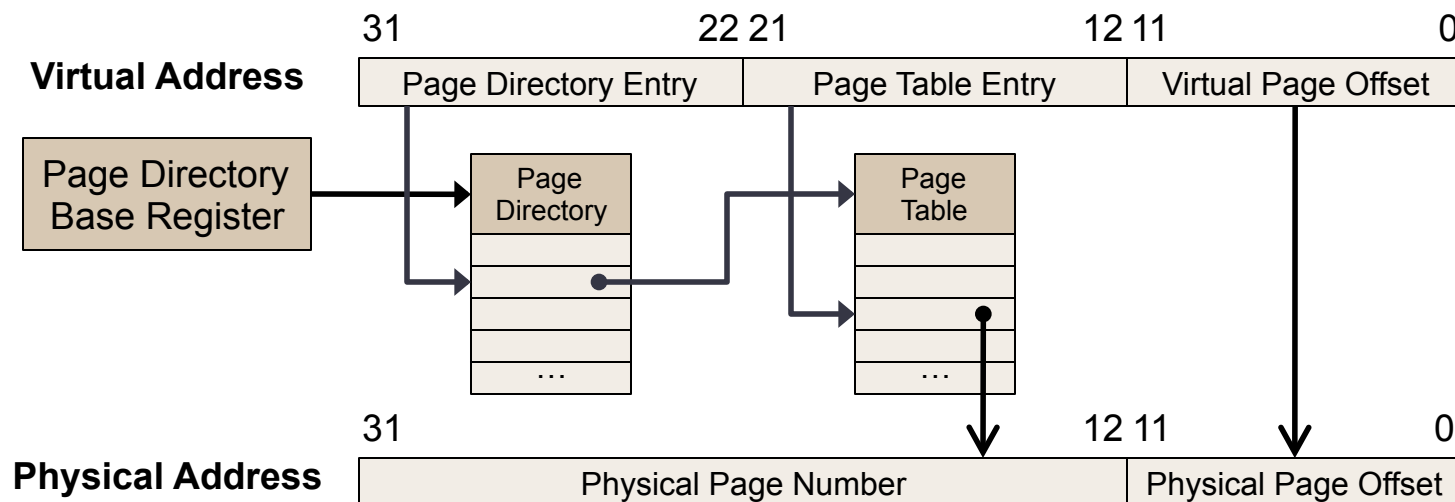 31 22 21 12 11 0
Virtual Address Page Directory Entry Page Table Entry Virtual Page Offset
Page Directory
Base Register
Page
Directory
...
Page
Table
...
31 12 11 0
Physical Address Physical Page Number Physical Page Offset